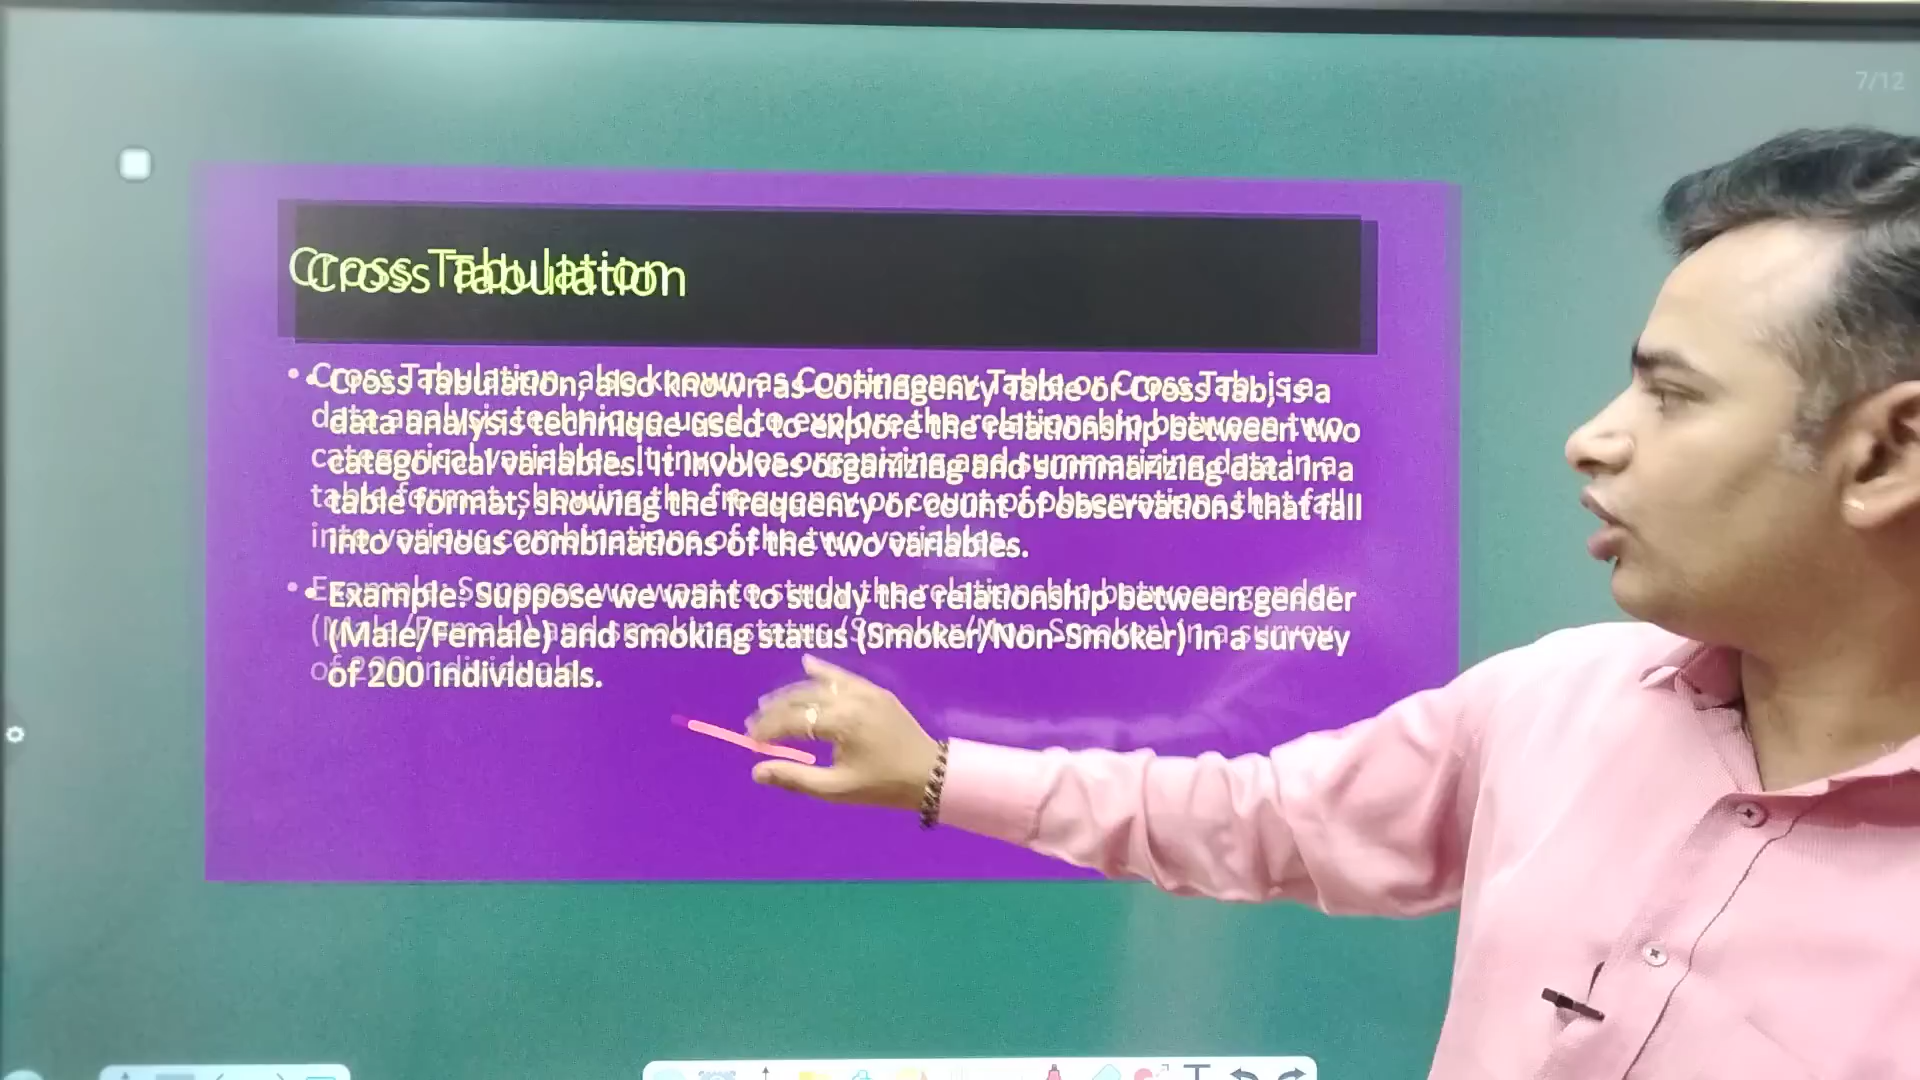 7/12
Cross Tabulation
• Cross Tabulation, also known as Contingency Table or Cross Tab, is a
data analysis technique used to explore the relationship between two
categorical variables. It involves organizing and summarizing data in a
table format, showing the frequency or count of observations that fall
into various combinations of the two variables.
• Example: Suppose we want to study the relationship between gender
(Male/Female) and smoking status (Smoker/Non-Smoker) in a survey
of 200 individuals.